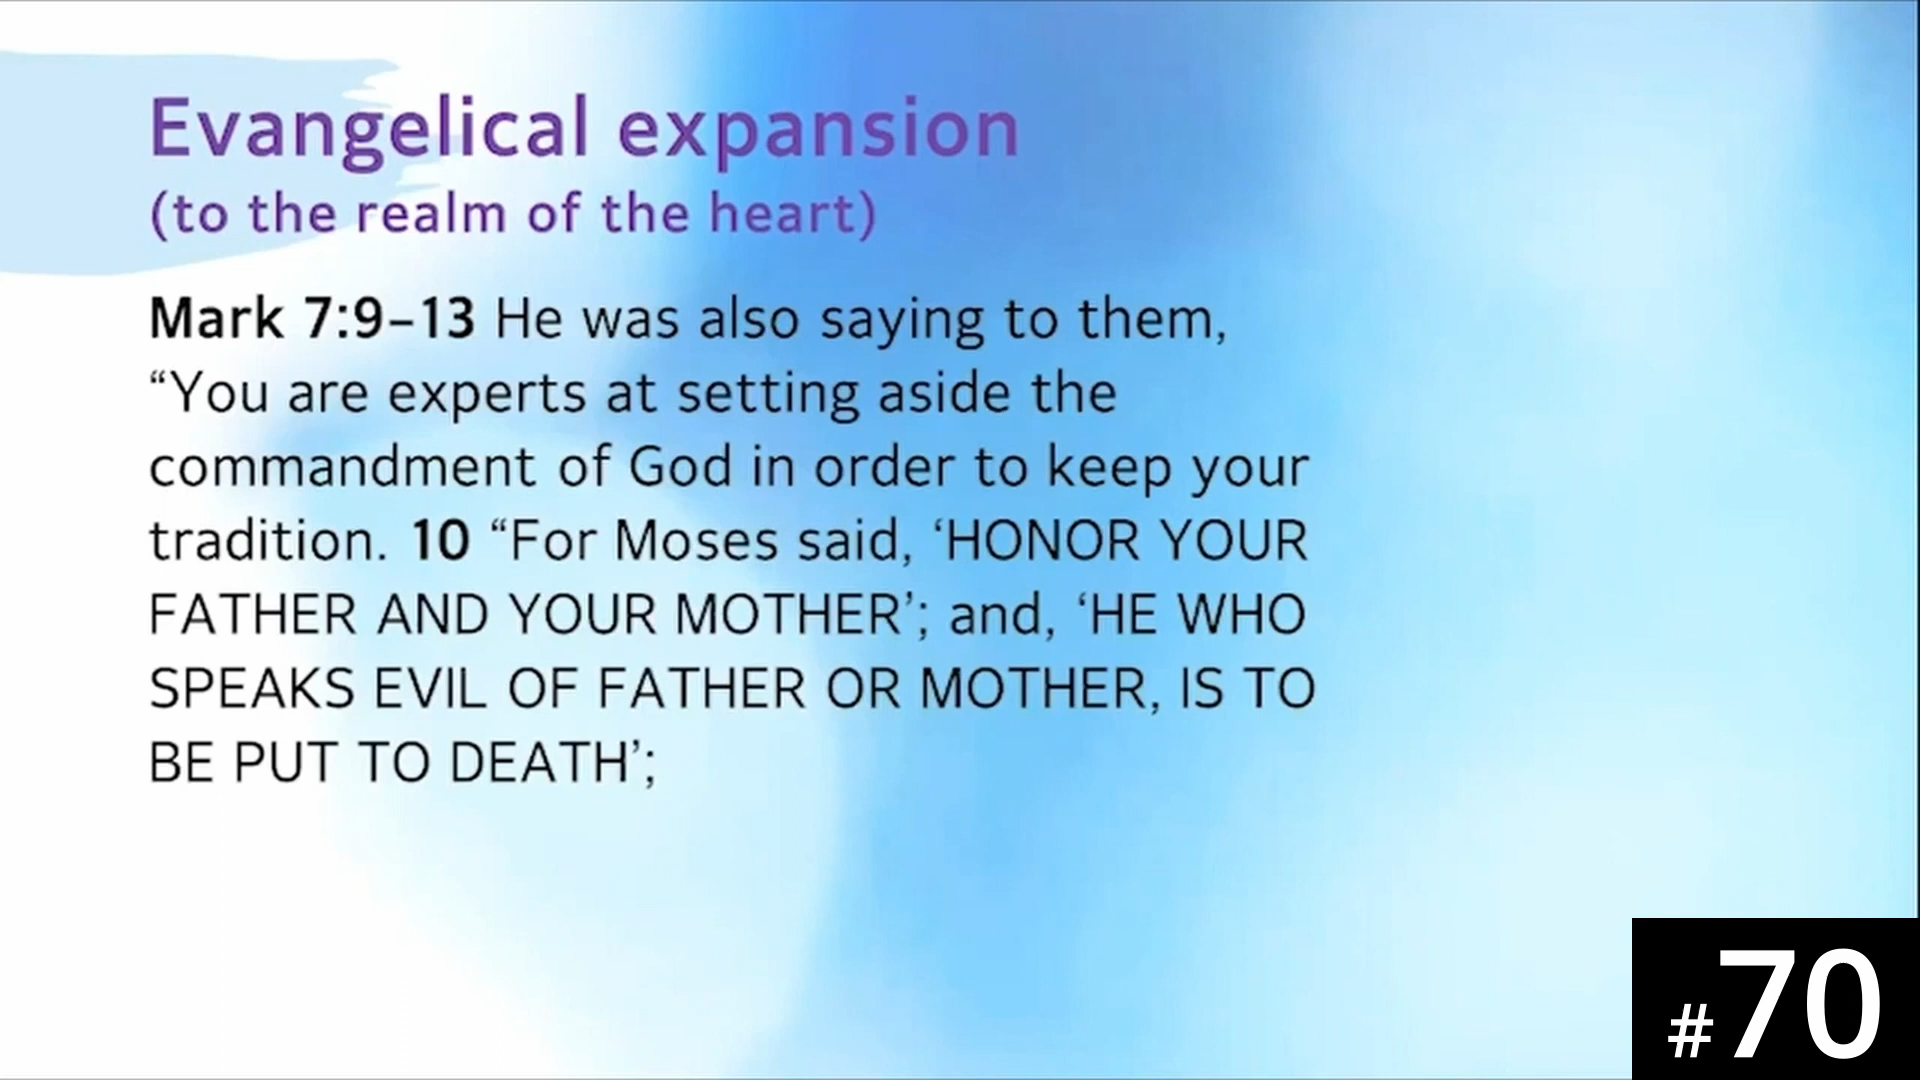 Evangelical expansion
(to the realm of the heart)
Mark 7:9–13 He was also saying to them,
“You are experts at setting aside the
commandment of God in order to keep your
tradition. 10 “For Moses said, ‘HONOR YOUR
FATHER AND YOUR MOTHER’; and, ‘HE WHO
SPEAKS EVIL OF FATHER OR MOTHER, IS TO
BE PUT TO DEATH’;
#70